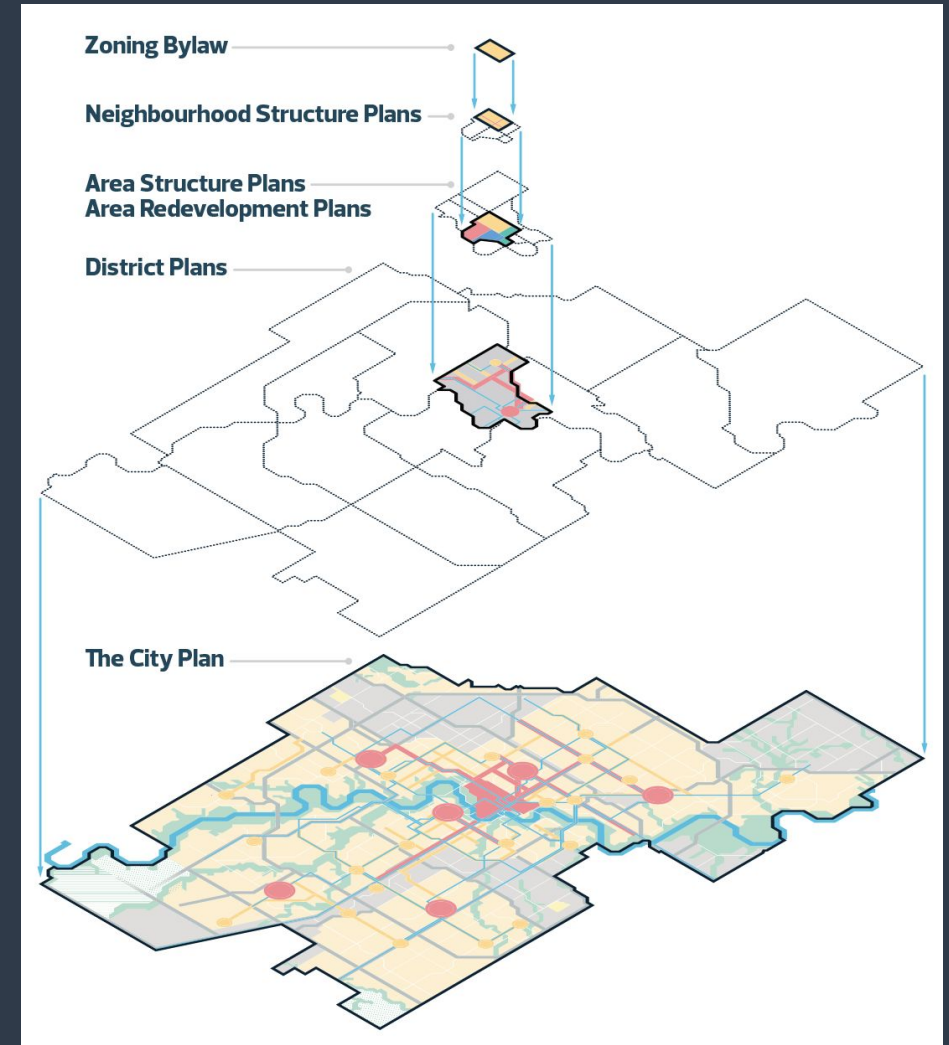 Zoning Bylaw
Neighbourhood Structure Plans
Area Structure Plans
Area Redevelopment Plans
District Plans
The City Plan